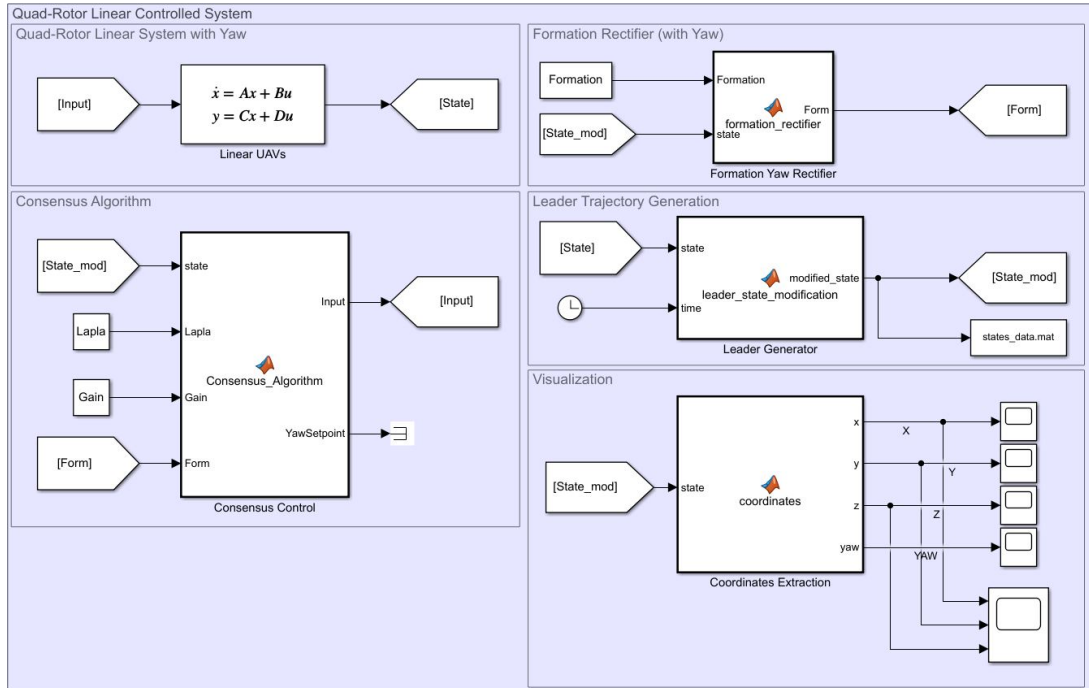 Quad-Rotor Linear Controlled System
Quad-Rotor Linear System with Yaw
[Input]
ẋ = Ax + Bu
y = Cx + Du
[State]
Linear UAVs
Formation Rectifier (with Yaw)
Formation
[State_mod]
Formation
state
formation_rectifier
Form
[Form]
Formation Yaw Rectifier
Consensus Algorithm
[State_mod]
Lapla
Gain
[Form]
state
Lapla
Gain
Form
Consensus_Algorithm
Input
YawSetpoint
[Input]
Consensus Control
Leader Trajectory Generation
[State]
state
time
leader_state_modification
modified_state
[State_mod]
states_data.mat
Leader Generator
Visualization
[State_mod]
state
coordinates
x
y
z
yaw
X
Y
Z
YAW
Coordinates Extraction